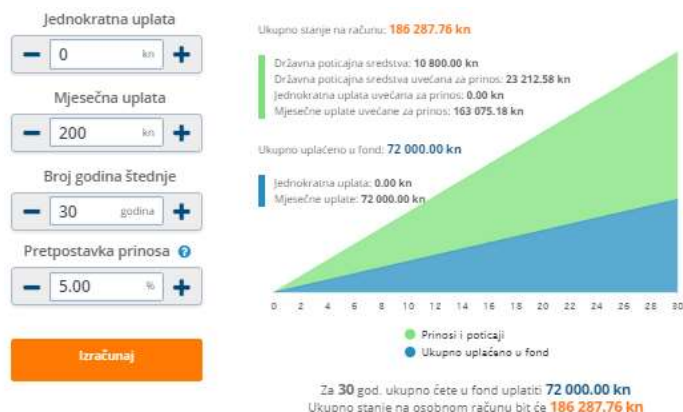 Jednokratna uplata
− 0 kn +
Mjesečna uplata
− 200 kn +
Broj godina štednje
− 30 godina +
Pretpostavka prinosa ?
− 5.00 % +
Izračunaj
Ukupno stanje na računu: 186 287.76 kn
Državna poticajna sredstva: 10 800.00 kn
Državna poticajna sredstva uvećana za prinos: 23 212.58 kn
Jednokratna uplata uvećana za prinos: 0.00 kn
Mjesečne uplate uvećane za prinos: 163 075.18 kn
Ukupno uplaćeno u fond: 72 000.00 kn
Jednokratna uplata: 0.00 kn
Mjesečne uplate: 72 000.00 kn
0 2 4 6 8 10 12 14 16 18 20 22 24 26 28 30
Prinosi i poticaji
Ukupno uplaćeno u fond
Za 30 god. ukupno ćete u fond uplatiti 72 000.00 kn
Ukupno stanje na osobnom računu bit će 186 287.76 kn